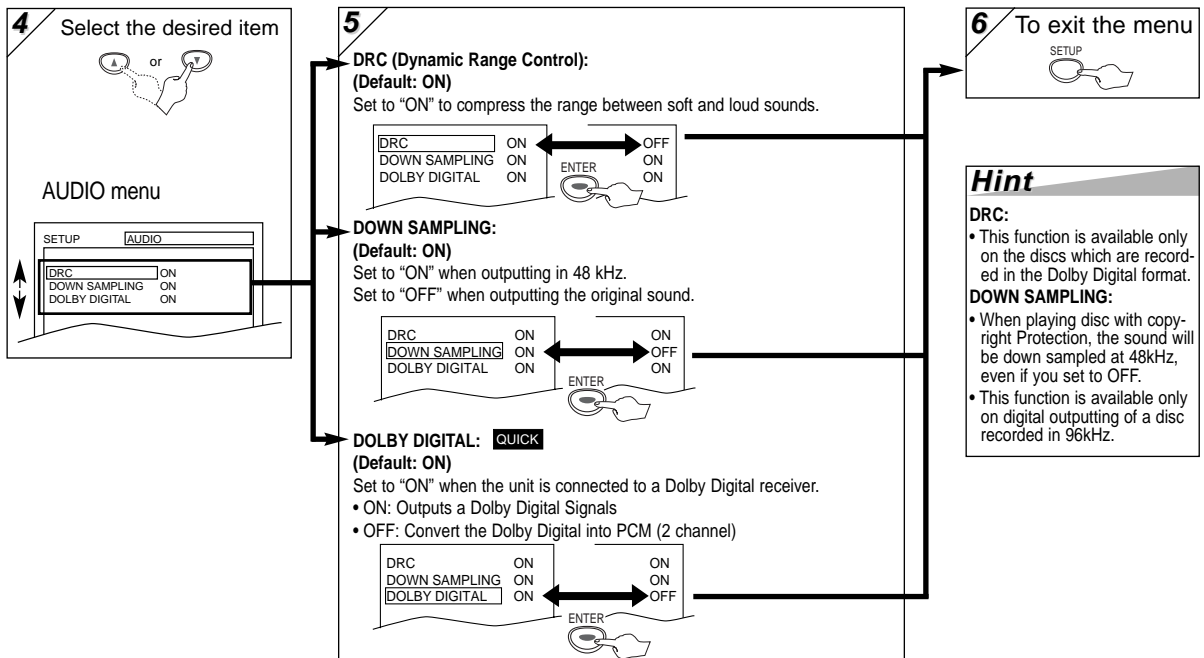 4 Select the desired item
▲ or ▼
AUDIO menu
SETUP AUDIO
DRC ON
DOWN SAMPLING ON
DOLBY DIGITAL ON
5
DRC (Dynamic Range Control):
(Default: ON)
Set to “ON” to compress the range between soft and loud sounds.
DRC ON OFF
DOWN SAMPLING ON ON
DOLBY DIGITAL ON ON
ENTER
DOWN SAMPLING:
(Default: ON)
Set to “ON” when outputting in 48 kHz.
Set to “OFF” when outputting the original sound.
DRC ON ON
DOWN SAMPLING ON OFF
DOLBY DIGITAL ON ON
ENTER
DOLBY DIGITAL: QUICK
(Default: ON)
Set to “ON” when the unit is connected to a Dolby Digital receiver.
• ON: Outputs a Dolby Digital Signals
• OFF: Convert the Dolby Digital into PCM (2 channel)
DRC ON ON
DOWN SAMPLING ON ON
DOLBY DIGITAL ON OFF
ENTER
6 To exit the menu
SETUP
Hint
DRC:
• This function is available only
on the discs which are record-
ed in the Dolby Digital format.
DOWN SAMPLING:
• When playing disc with copy-
right Protection, the sound will
be down sampled at 48kHz,
even if you set to OFF.
• This function is available only
on digital outputting of a disc
recorded in 96kHz.